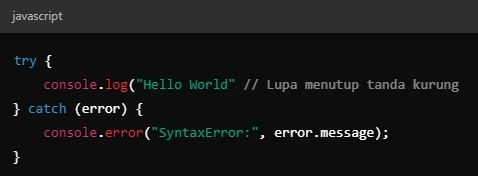 javascript
try {
    console.log("Hello World" // Lupa menutup tanda kurung
} catch (error) {
    console.error("SyntaxError:", error.message);
}